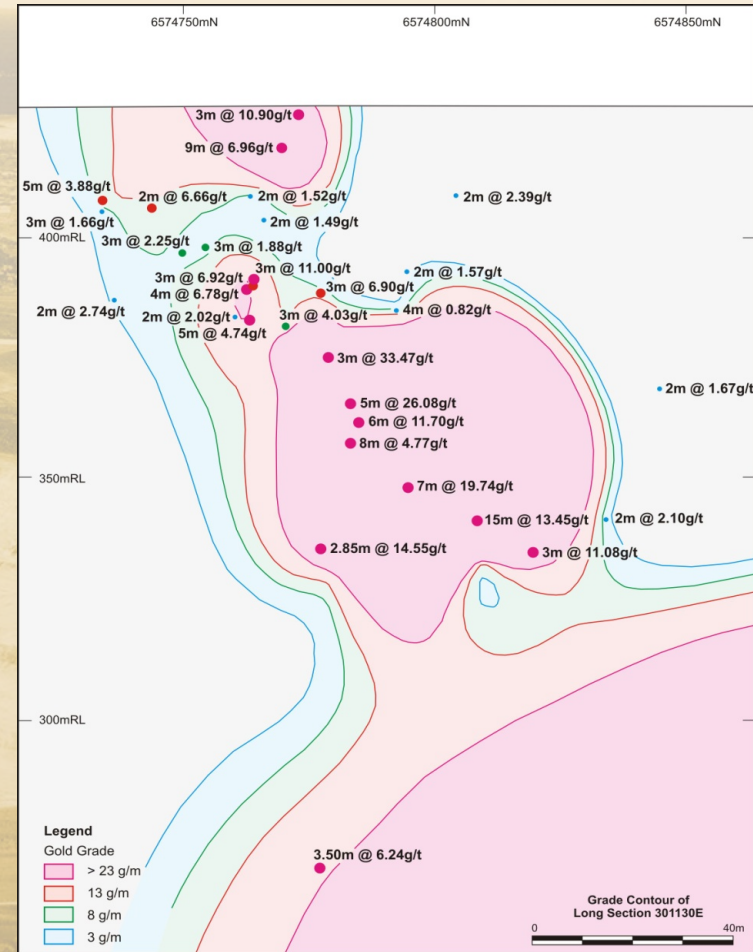 6574750mN
6574800mN
6574850mN
3m @ 10.90g/t
9m @ 6.96g/t
5m @ 3.88g/t
2m @ 6.66g/t
2m @ 1.52g/t
2m @ 2.39g/t
3m @ 1.66g/t
2m @ 1.49g/t
400mRL
3m @ 2.25g/t
3m @ 1.88g/t
3m @ 11.00g/t
2m @ 1.57g/t
3m @ 6.92g/t
3m @ 6.90g/t
4m @ 6.78g/t
2m @ 2.74g/t
2m @ 2.02g/t
3m @ 4.03g/t
4m @ 0.82g/t
5m @ 4.74g/t
3m @ 33.47g/t
2m @ 1.67g/t
5m @ 26.08g/t
6m @ 11.70g/t
8m @ 4.77g/t
350mRL
7m @ 19.74g/t
15m @ 13.45g/t
2m @ 2.10g/t
2.85m @ 14.55g/t
3m @ 11.08g/t
300mRL
3.50m @ 6.24g/t
Legend
Gold Grade
> 23 g/m
13 g/m
8 g/m
3 g/m
Grade Contour of
Long Section 301130E
0
40m